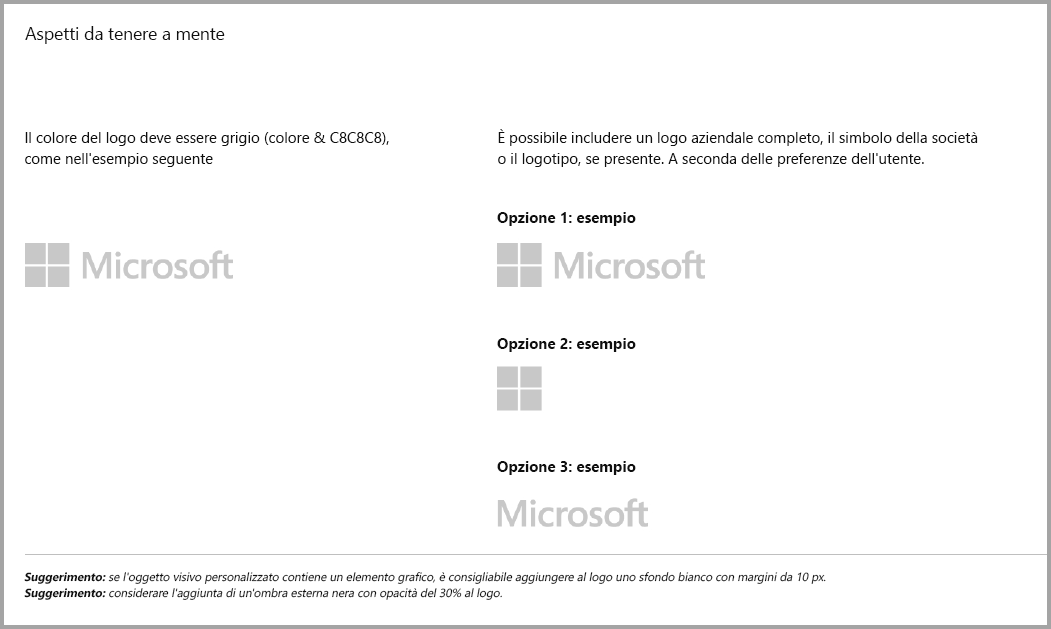 Aspetti da tenere a mente
Il colore del logo deve essere grigio (colore & C8C8C8),
come nell'esempio seguente
Microsoft
È possibile includere un logo aziendale completo, il simbolo della società
o il logotipo, se presente. A seconda delle preferenze dell'utente.
Opzione 1: esempio
Microsoft
Opzione 2: esempio
Opzione 3: esempio
Microsoft
Suggerimento: se l'oggetto visivo personalizzato contiene un elemento grafico, è consigliabile aggiungere al logo uno sfondo bianco con margini da 10 px.
Suggerimento: considerare l'aggiunta di un'ombra esterna nera con opacità del 30% al logo.